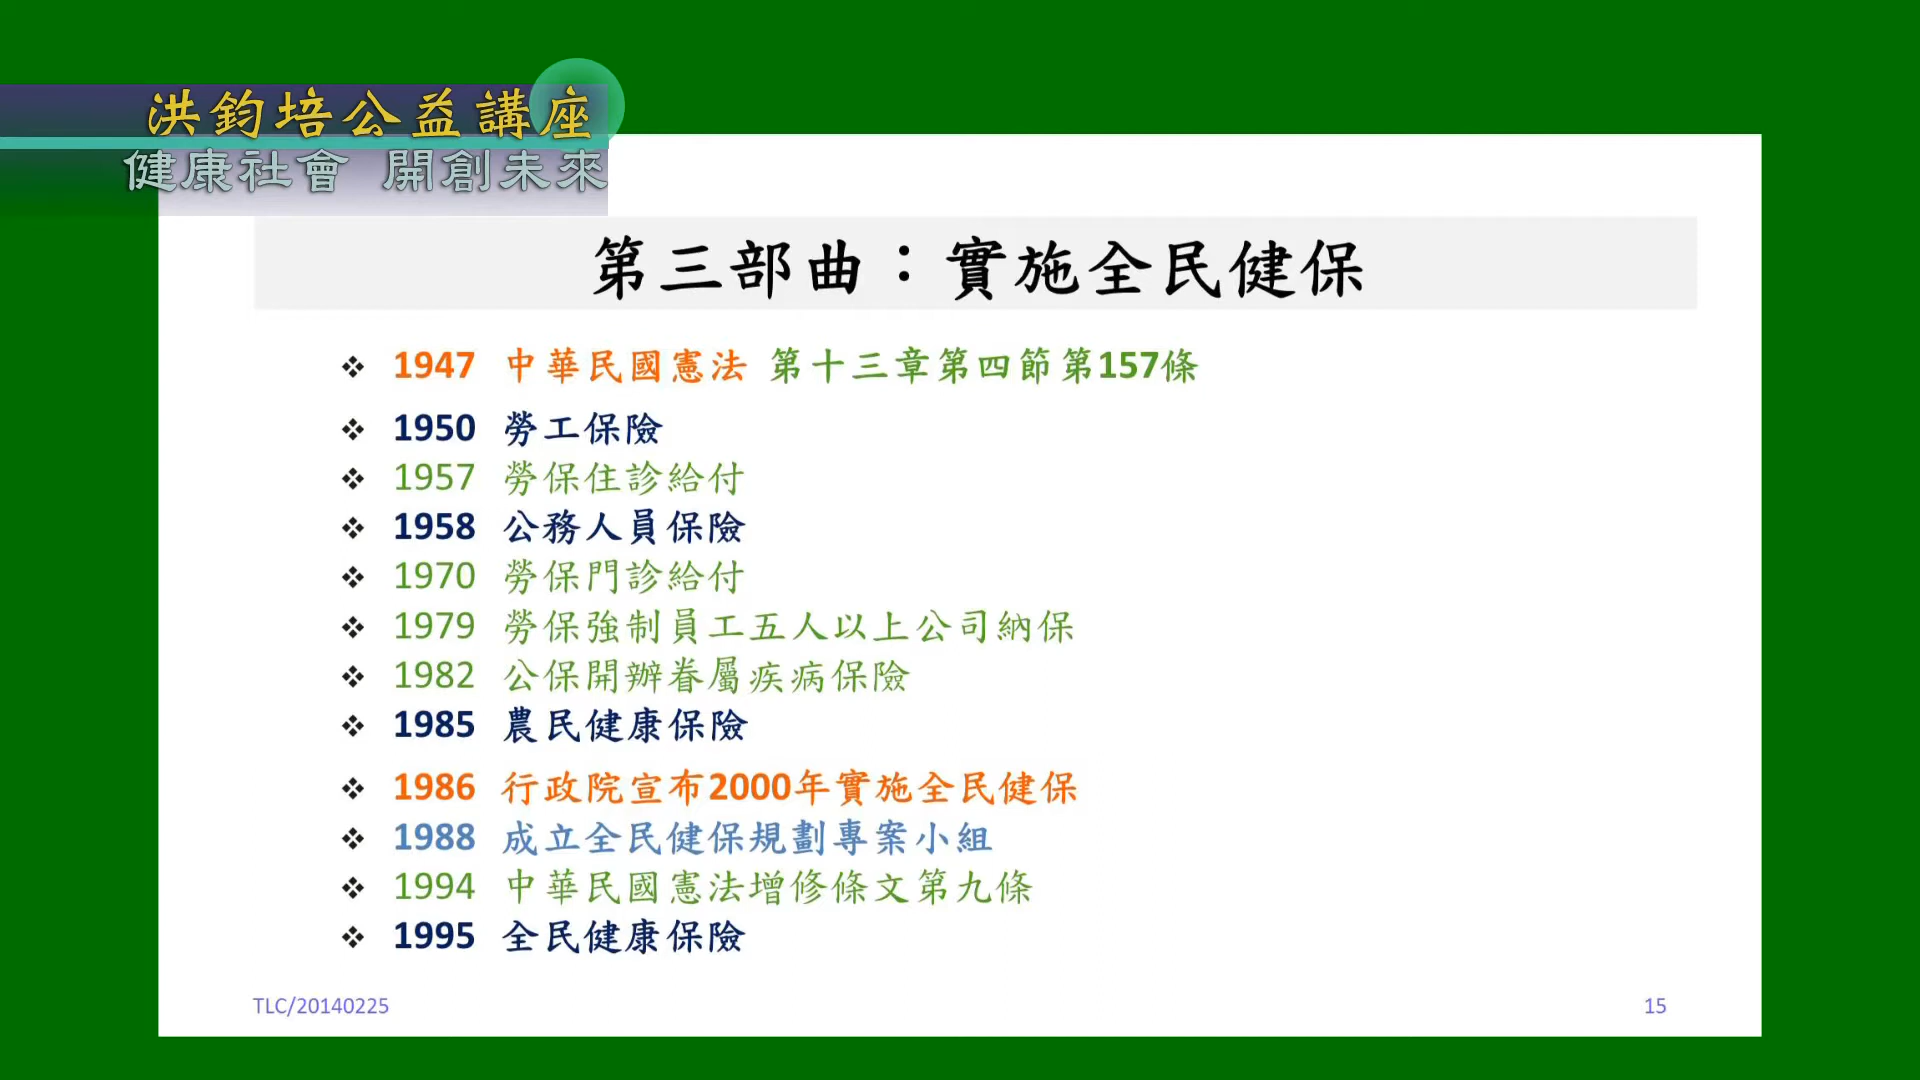 洪鈞培公益講座
健康社會 開創未來
第三部曲：實施全民健保
❖ 1947 中華民國憲法 第十三章第四節第157條
❖ 1950 勞工保險
❖ 1957 勞保住診給付
❖ 1958 公務人員保險
❖ 1970 勞保門診給付
❖ 1979 勞保強制員工五人以上公司納保
❖ 1982 公保開辦眷屬疾病保險
❖ 1985 農民健康保險
❖ 1986 行政院宣布2000年實施全民健保
❖ 1988 成立全民健保規劃專案小組
❖ 1994 中華民國憲法增修條文第九條
❖ 1995 全民健康保險
TLC/20140225
15